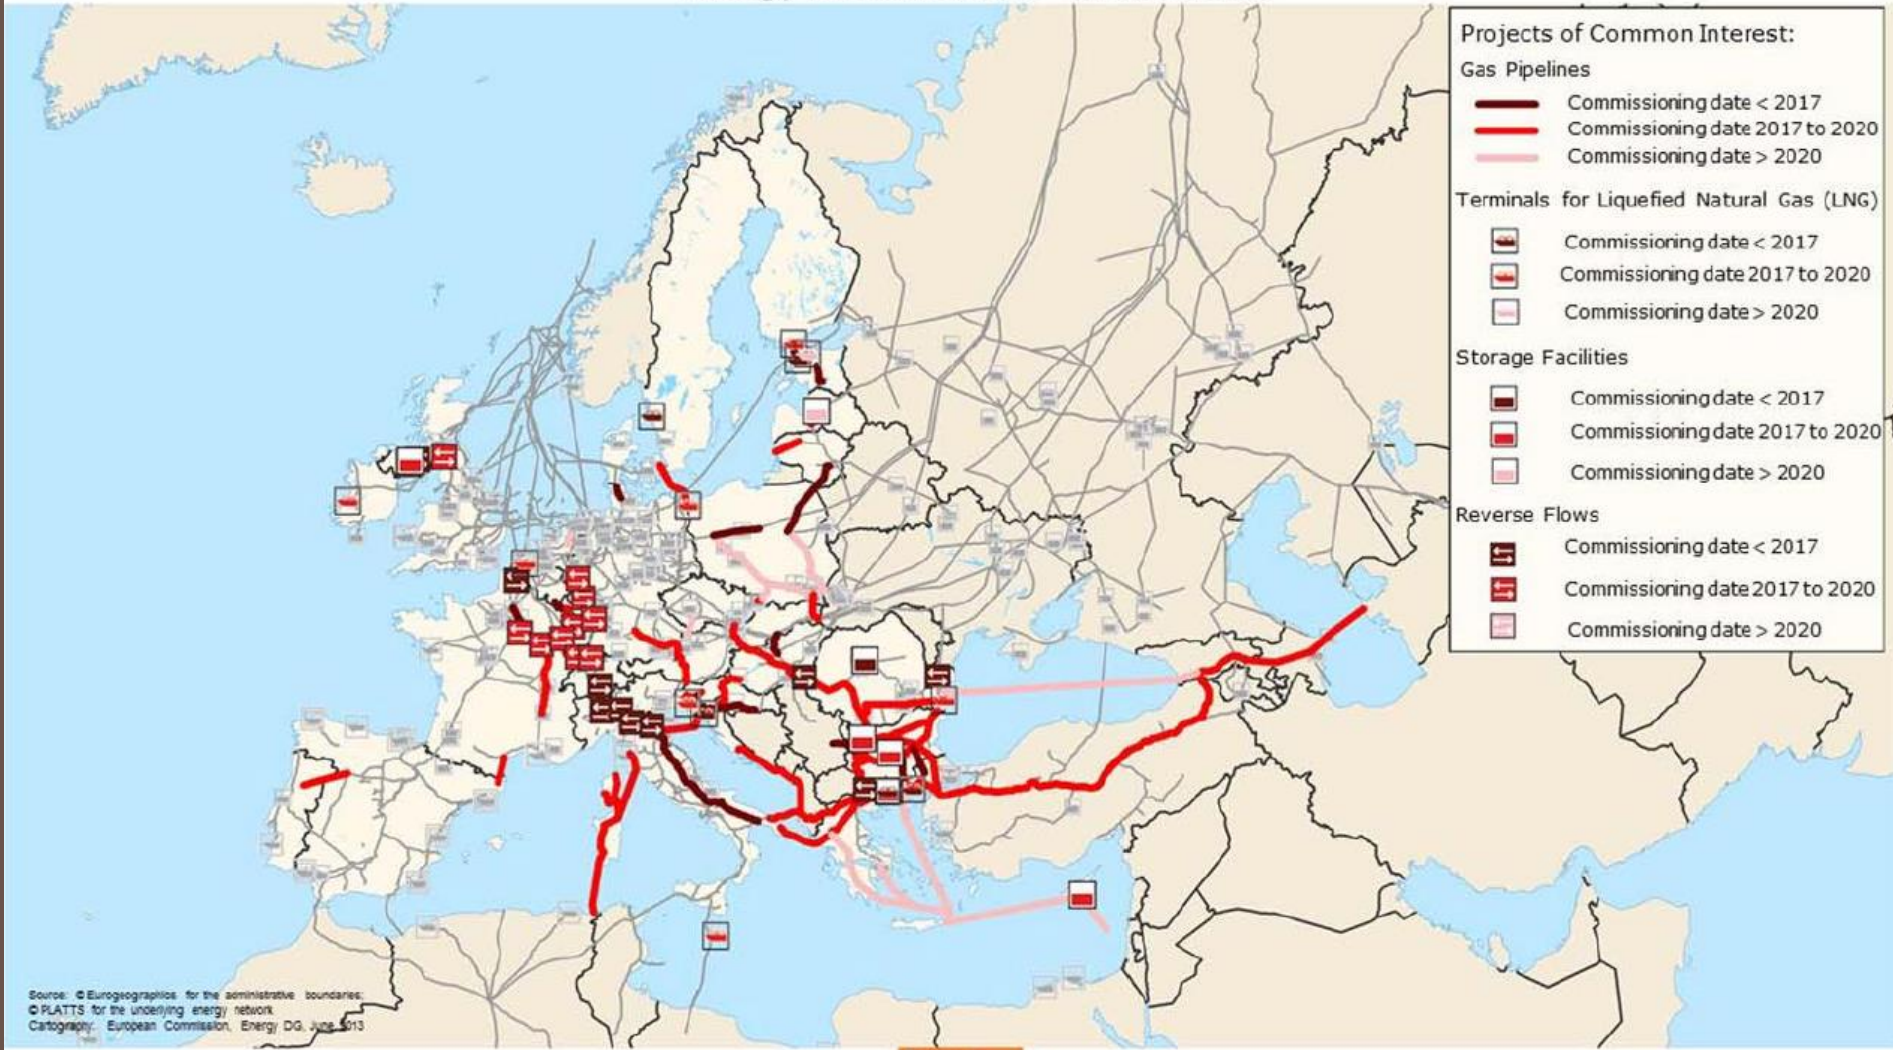 Projects of Common Interest:
Gas Pipelines
Commissioning date < 2017
Commissioning date 2017 to 2020
Commissioning date > 2020
Terminals for Liquefied Natural Gas (LNG)
Commissioning date < 2017
Commissioning date 2017 to 2020
Commissioning date > 2020
Storage Facilities
Commissioning date < 2017
Commissioning date 2017 to 2020
Commissioning date > 2020
Reverse Flows
Commissioning date < 2017
Commissioning date 2017 to 2020
Commissioning date > 2020
Source: © Eurogeographics for the administrative boundaries;
© PLATTS for the underlying energy network
Cartography: European Commission, Energy DG, June 2013